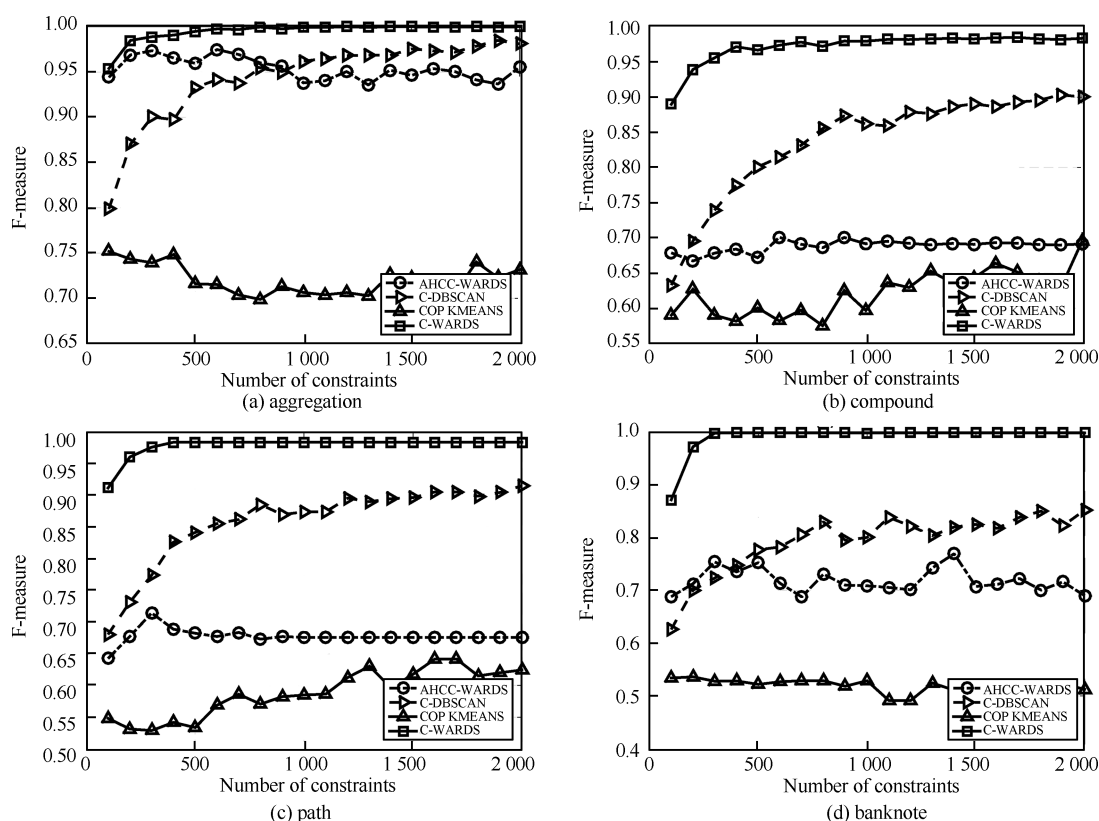 1.00
0.95
0.90
0.85
0.80
0.75
0.70
0.65
F-measure
AHCC-WARDS
C-DBSCAN
COP KMEANS
C-WARDS
0 500 1 000 1 500 2 000
Number of constraints
(a) aggregation
1.00
0.95
0.90
0.85
0.80
0.75
0.70
0.65
0.60
0.55
F-measure
AHCC-WARDS
C-DBSCAN
COP KMEANS
C-WARDS
0 500 1 000 1 500 2 000
Number of constraints
(b) compound
1.00
0.95
0.90
0.85
0.80
0.75
0.70
0.65
0.60
0.55
0.50
F-measure
AHCC-WARDS
C-DBSCAN
COP KMEANS
C-WARDS
0 500 1 000 1 500 2 000
Number of constraints
(c) path
1.0
0.9
0.8
0.7
0.6
0.5
0.4
F-measure
AHCC-WARDS
C-DBSCAN
COP KMEANS
C-WARDS
0 500 1 000 1 500 2 000
Number of constraints
(d) banknote